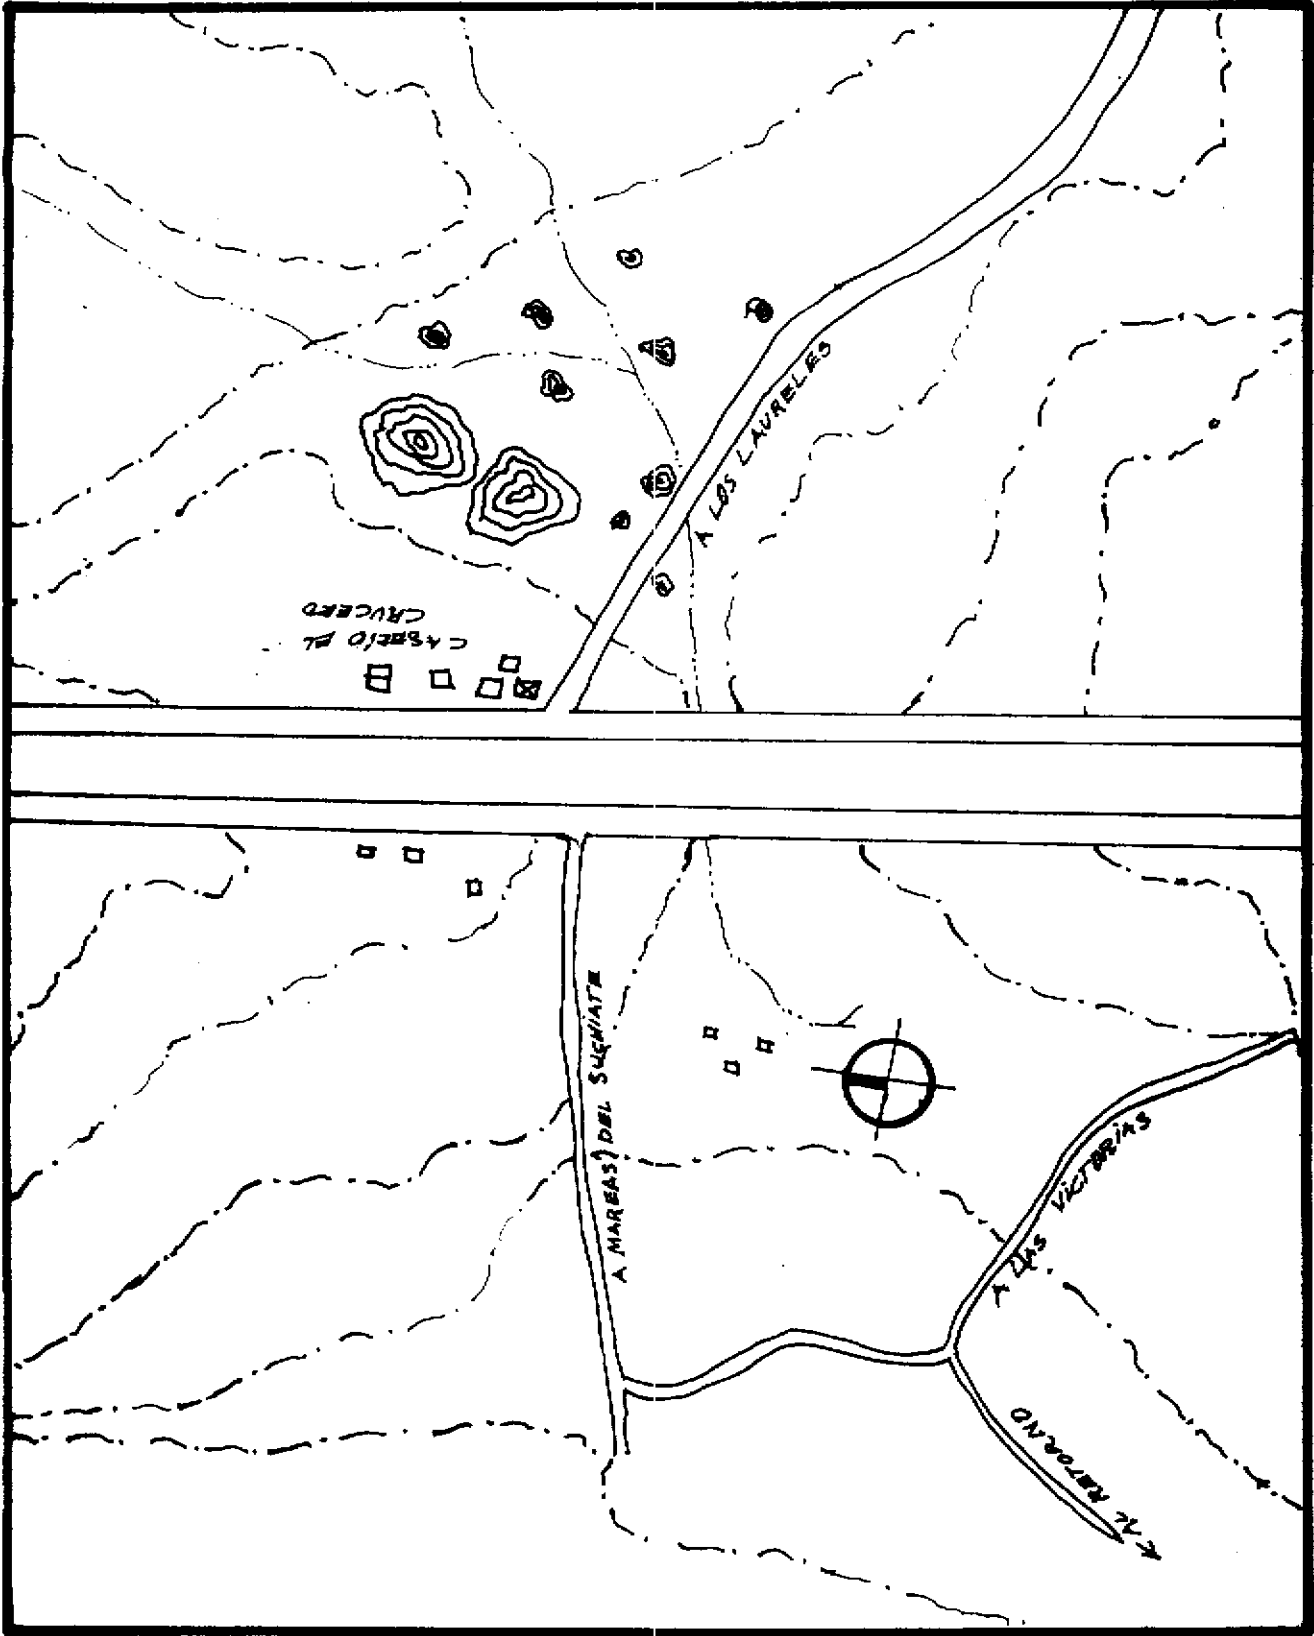 A LOS LAURELES
CASERÍO EL
CRUCERO
A MAREAS DEL SUCHIATE
A LAS VICTORIAS
AL RETORNO